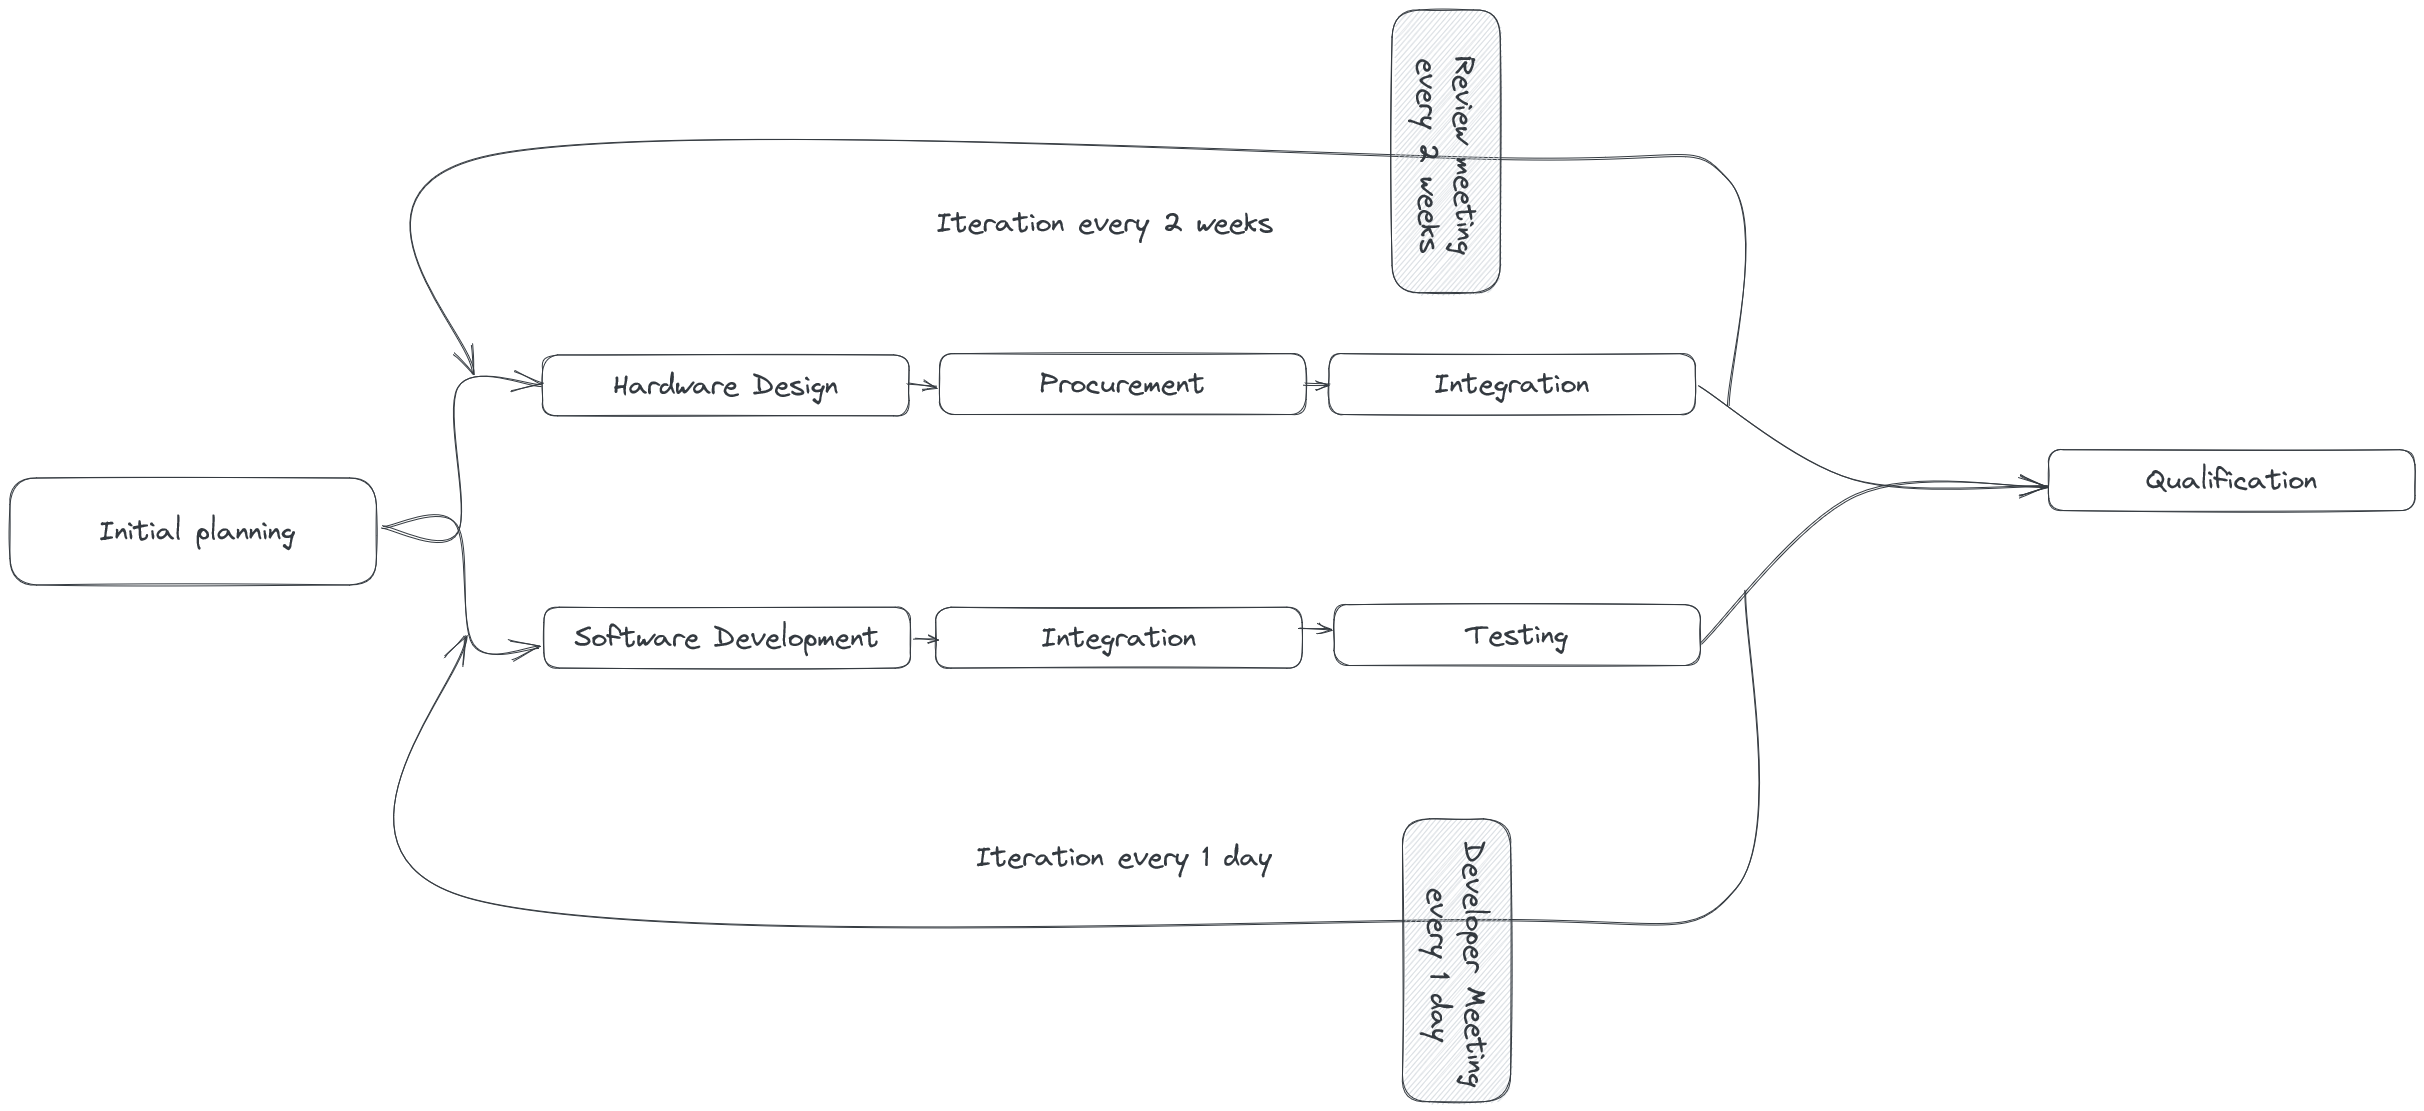 Review meeting
every 2 weeks
Iteration every 2 weeks
Hardware Design
Procurement
Integration
Qualification
Initial planning
Software Development
Integration
Testing
Iteration every 1 day
Developer Meeting
every 1 day